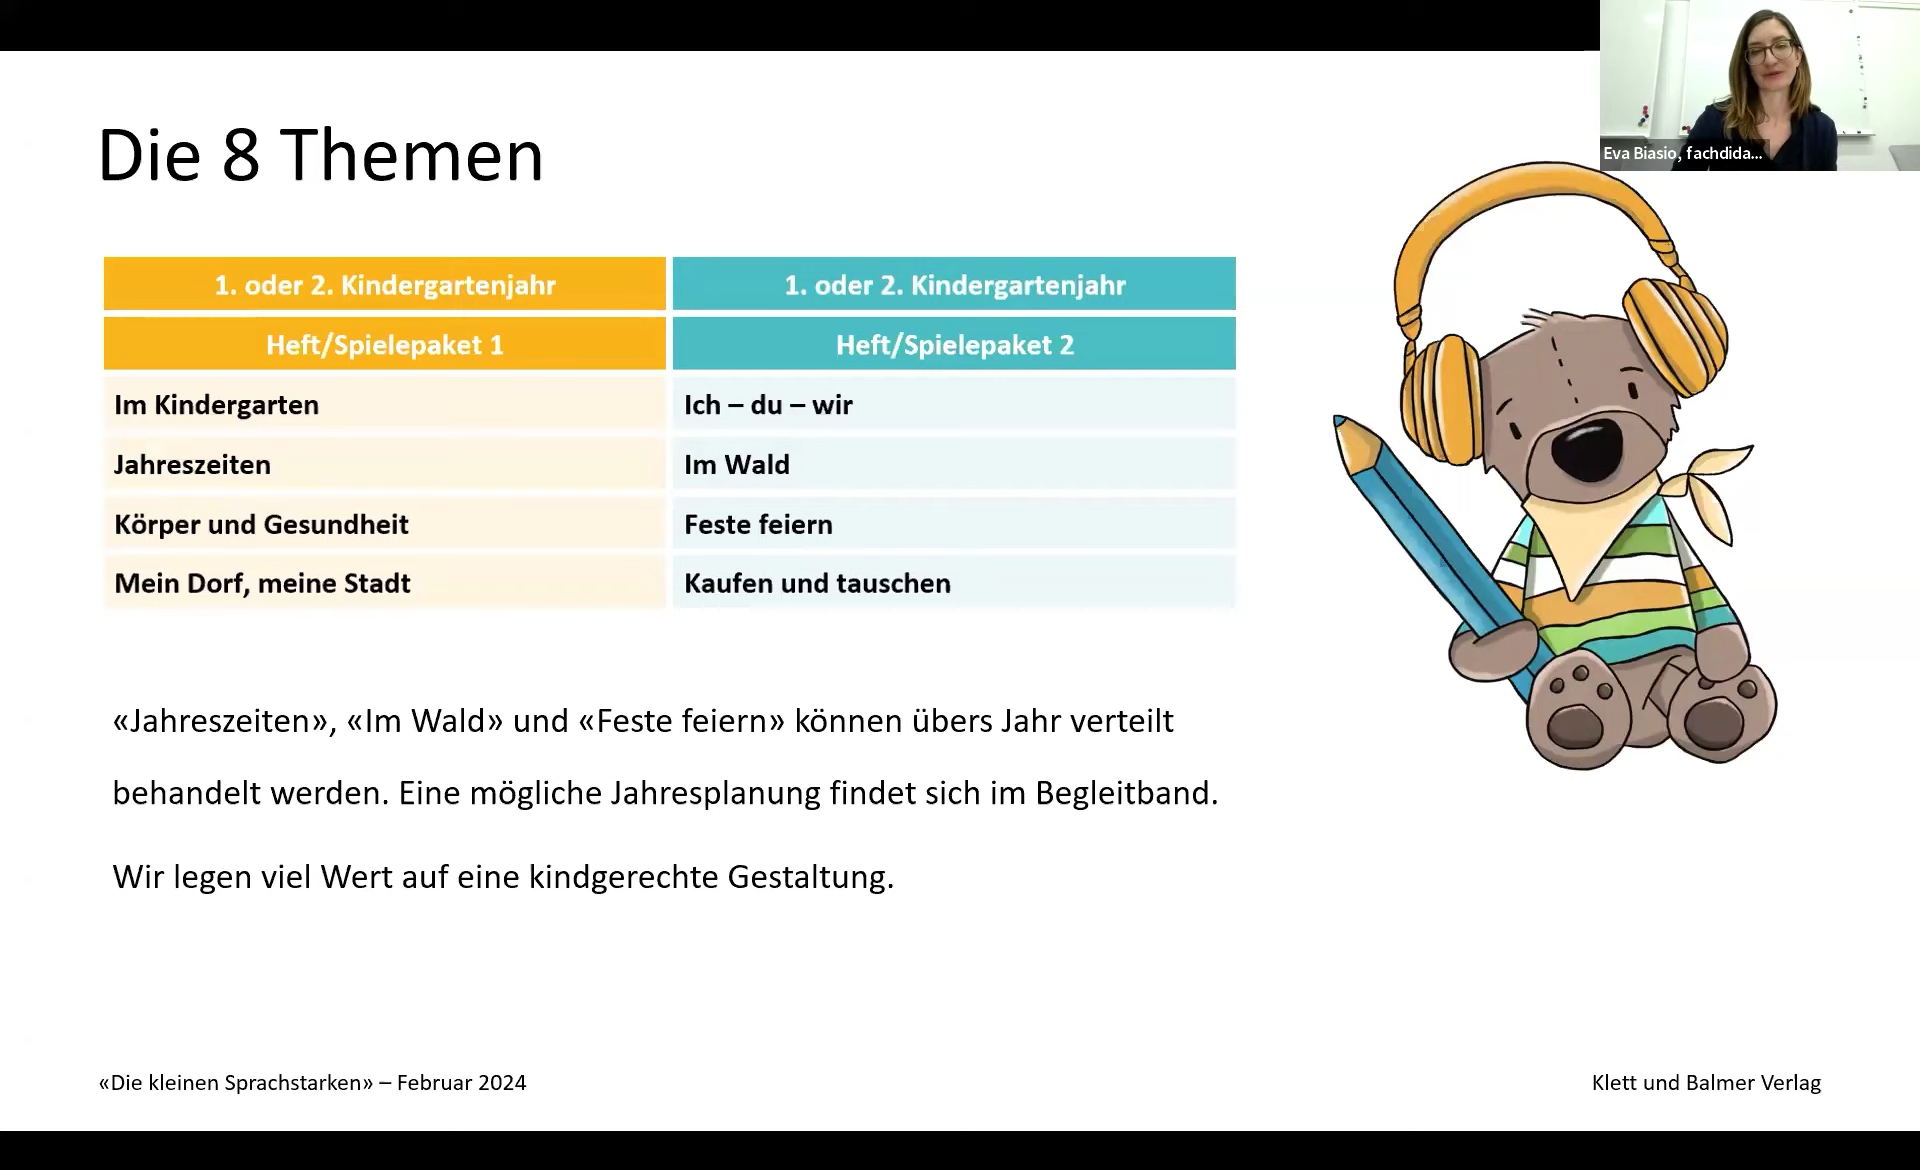 Eva Biasio, fachdida...
Die 8 Themen
1. oder 2. Kindergartenjahr
1. oder 2. Kindergartenjahr
Heft/Spielepaket 1
Heft/Spielepaket 2
Im Kindergarten
Ich – du – wir
Jahreszeiten
Im Wald
Körper und Gesundheit
Feste feiern
Mein Dorf, meine Stadt
Kaufen und tauschen
«Jahreszeiten», «Im Wald» und «Feste feiern» können übers Jahr verteilt
behandelt werden. Eine mögliche Jahresplanung findet sich im Begleitband.
Wir legen viel Wert auf eine kindgerechte Gestaltung.
«Die kleinen Sprachstarken» – Februar 2024
Klett und Balmer Verlag